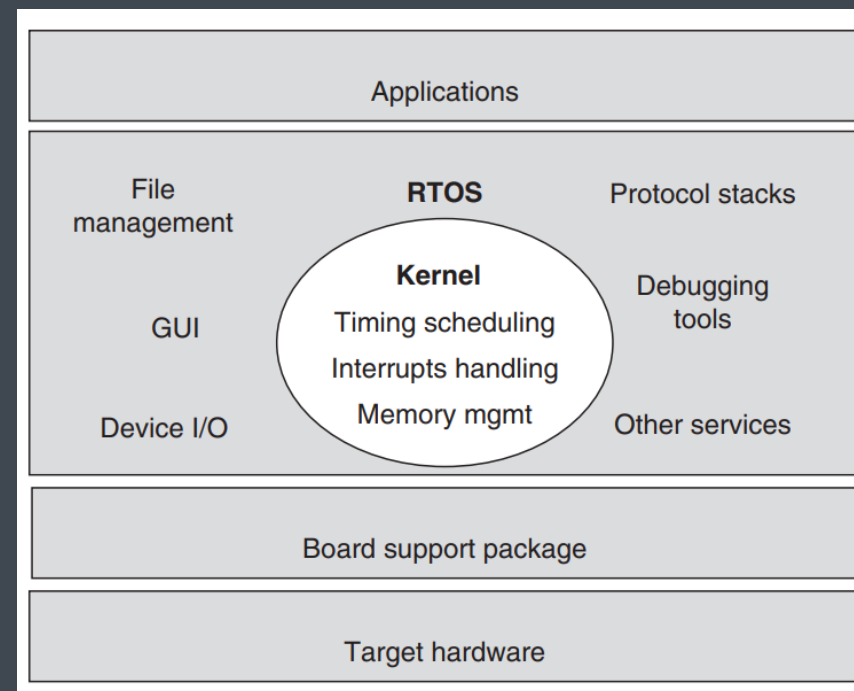 Applications
File
management
RTOS
Protocol stacks
Kernel
Timing scheduling
Interrupts handling
Memory mgmt
GUI
Device I/O
Debugging
tools
Other services
Board support package
Target hardware